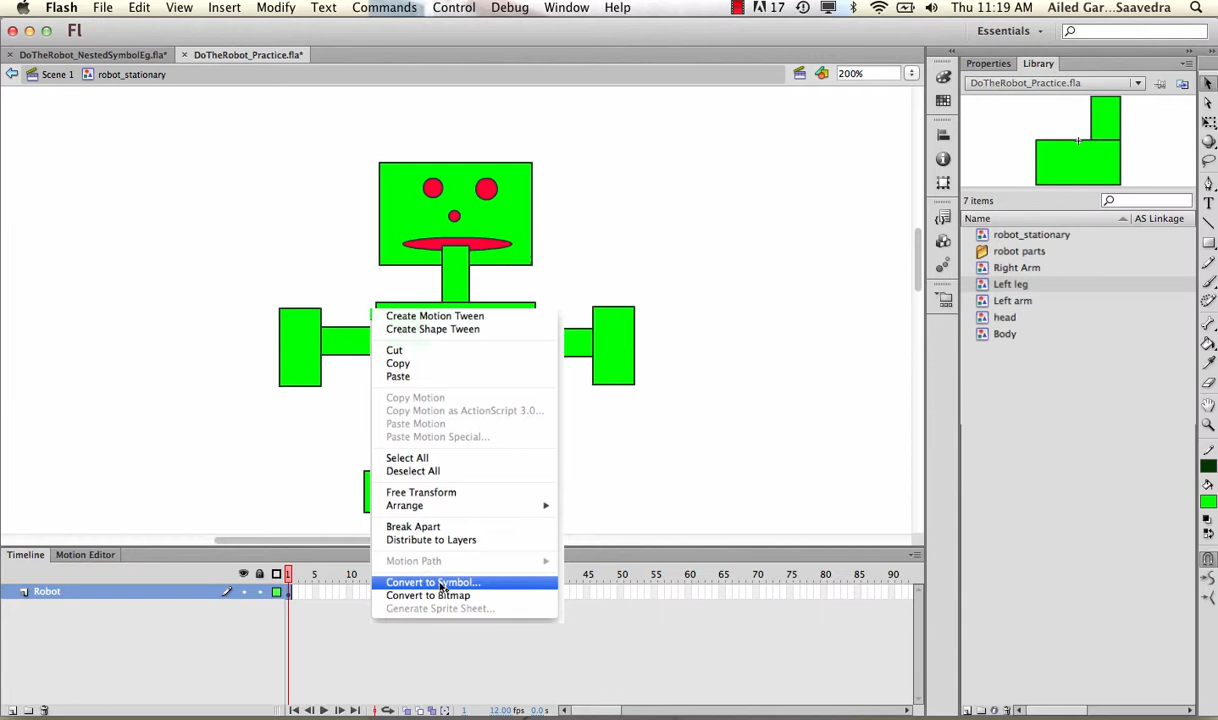 Flash File Edit View Insert Modify Text Commands Control Debug Window Help 17 Thu 11:19 AM Ailed Gar...Saavedra
Fl Essentials
DoTheRobot_NestedSymbolEg.fla* DoTheRobot_Practice.fla*
Scene 1 robot_stationary 200%
Properties Library
DoTheRobot_Practice.fla
7 items
Name AS Linkage
robot_stationary
robot parts
Right Arm
Left leg
Left arm
head
Body
Create Motion Tween
Create Shape Tween
Cut
Copy
Paste
Copy Motion
Copy Motion as ActionScript 3.0...
Paste Motion
Paste Motion Special...
Select All
Deselect All
Free Transform
Arrange
Break Apart
Distribute to Layers
Motion Path
Convert to Symbol...
Convert to Bitmap
Generate Sprite Sheet...
Timeline Motion Editor
1 5 10 45 50 55 60 65 70 75 80 85 90
Robot
1 12.00 fps 0.0 s